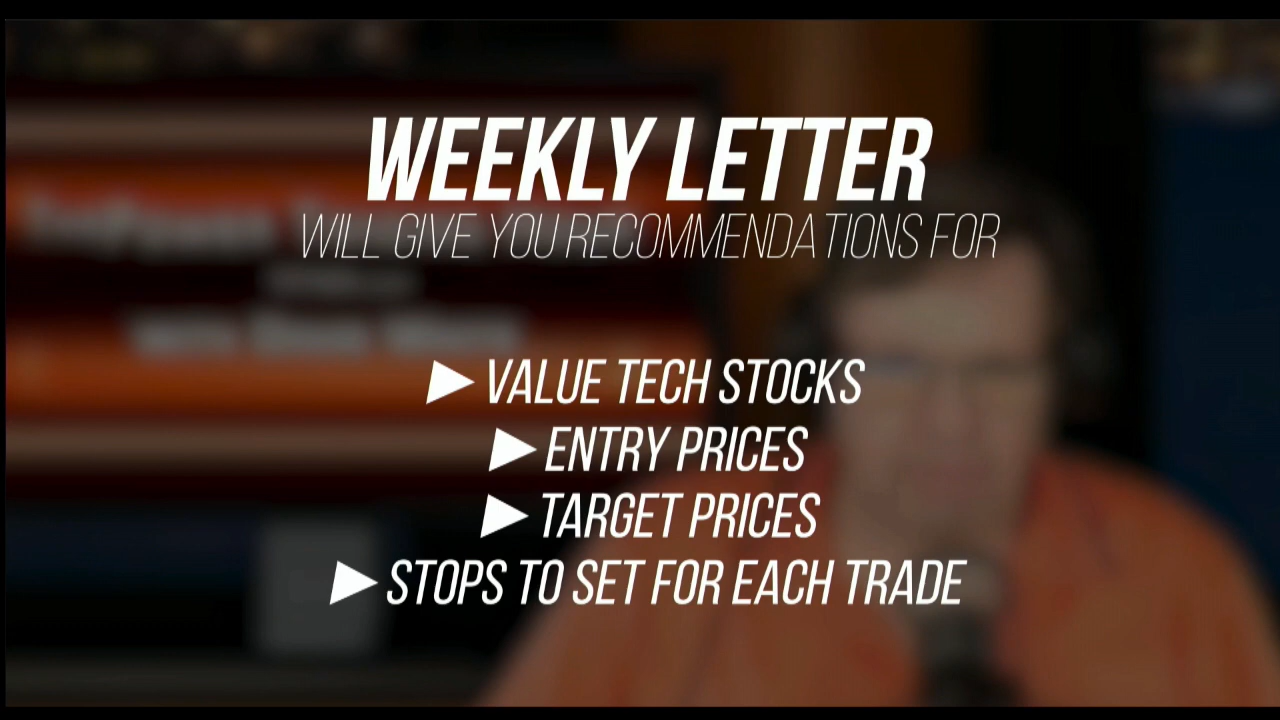 WEEKLY LETTER
WILL GIVE YOU RECOMMENDATIONS FOR
▶ VALUE TECH STOCKS
▶ ENTRY PRICES
▶ TARGET PRICES
▶ STOPS TO SET FOR EACH TRADE